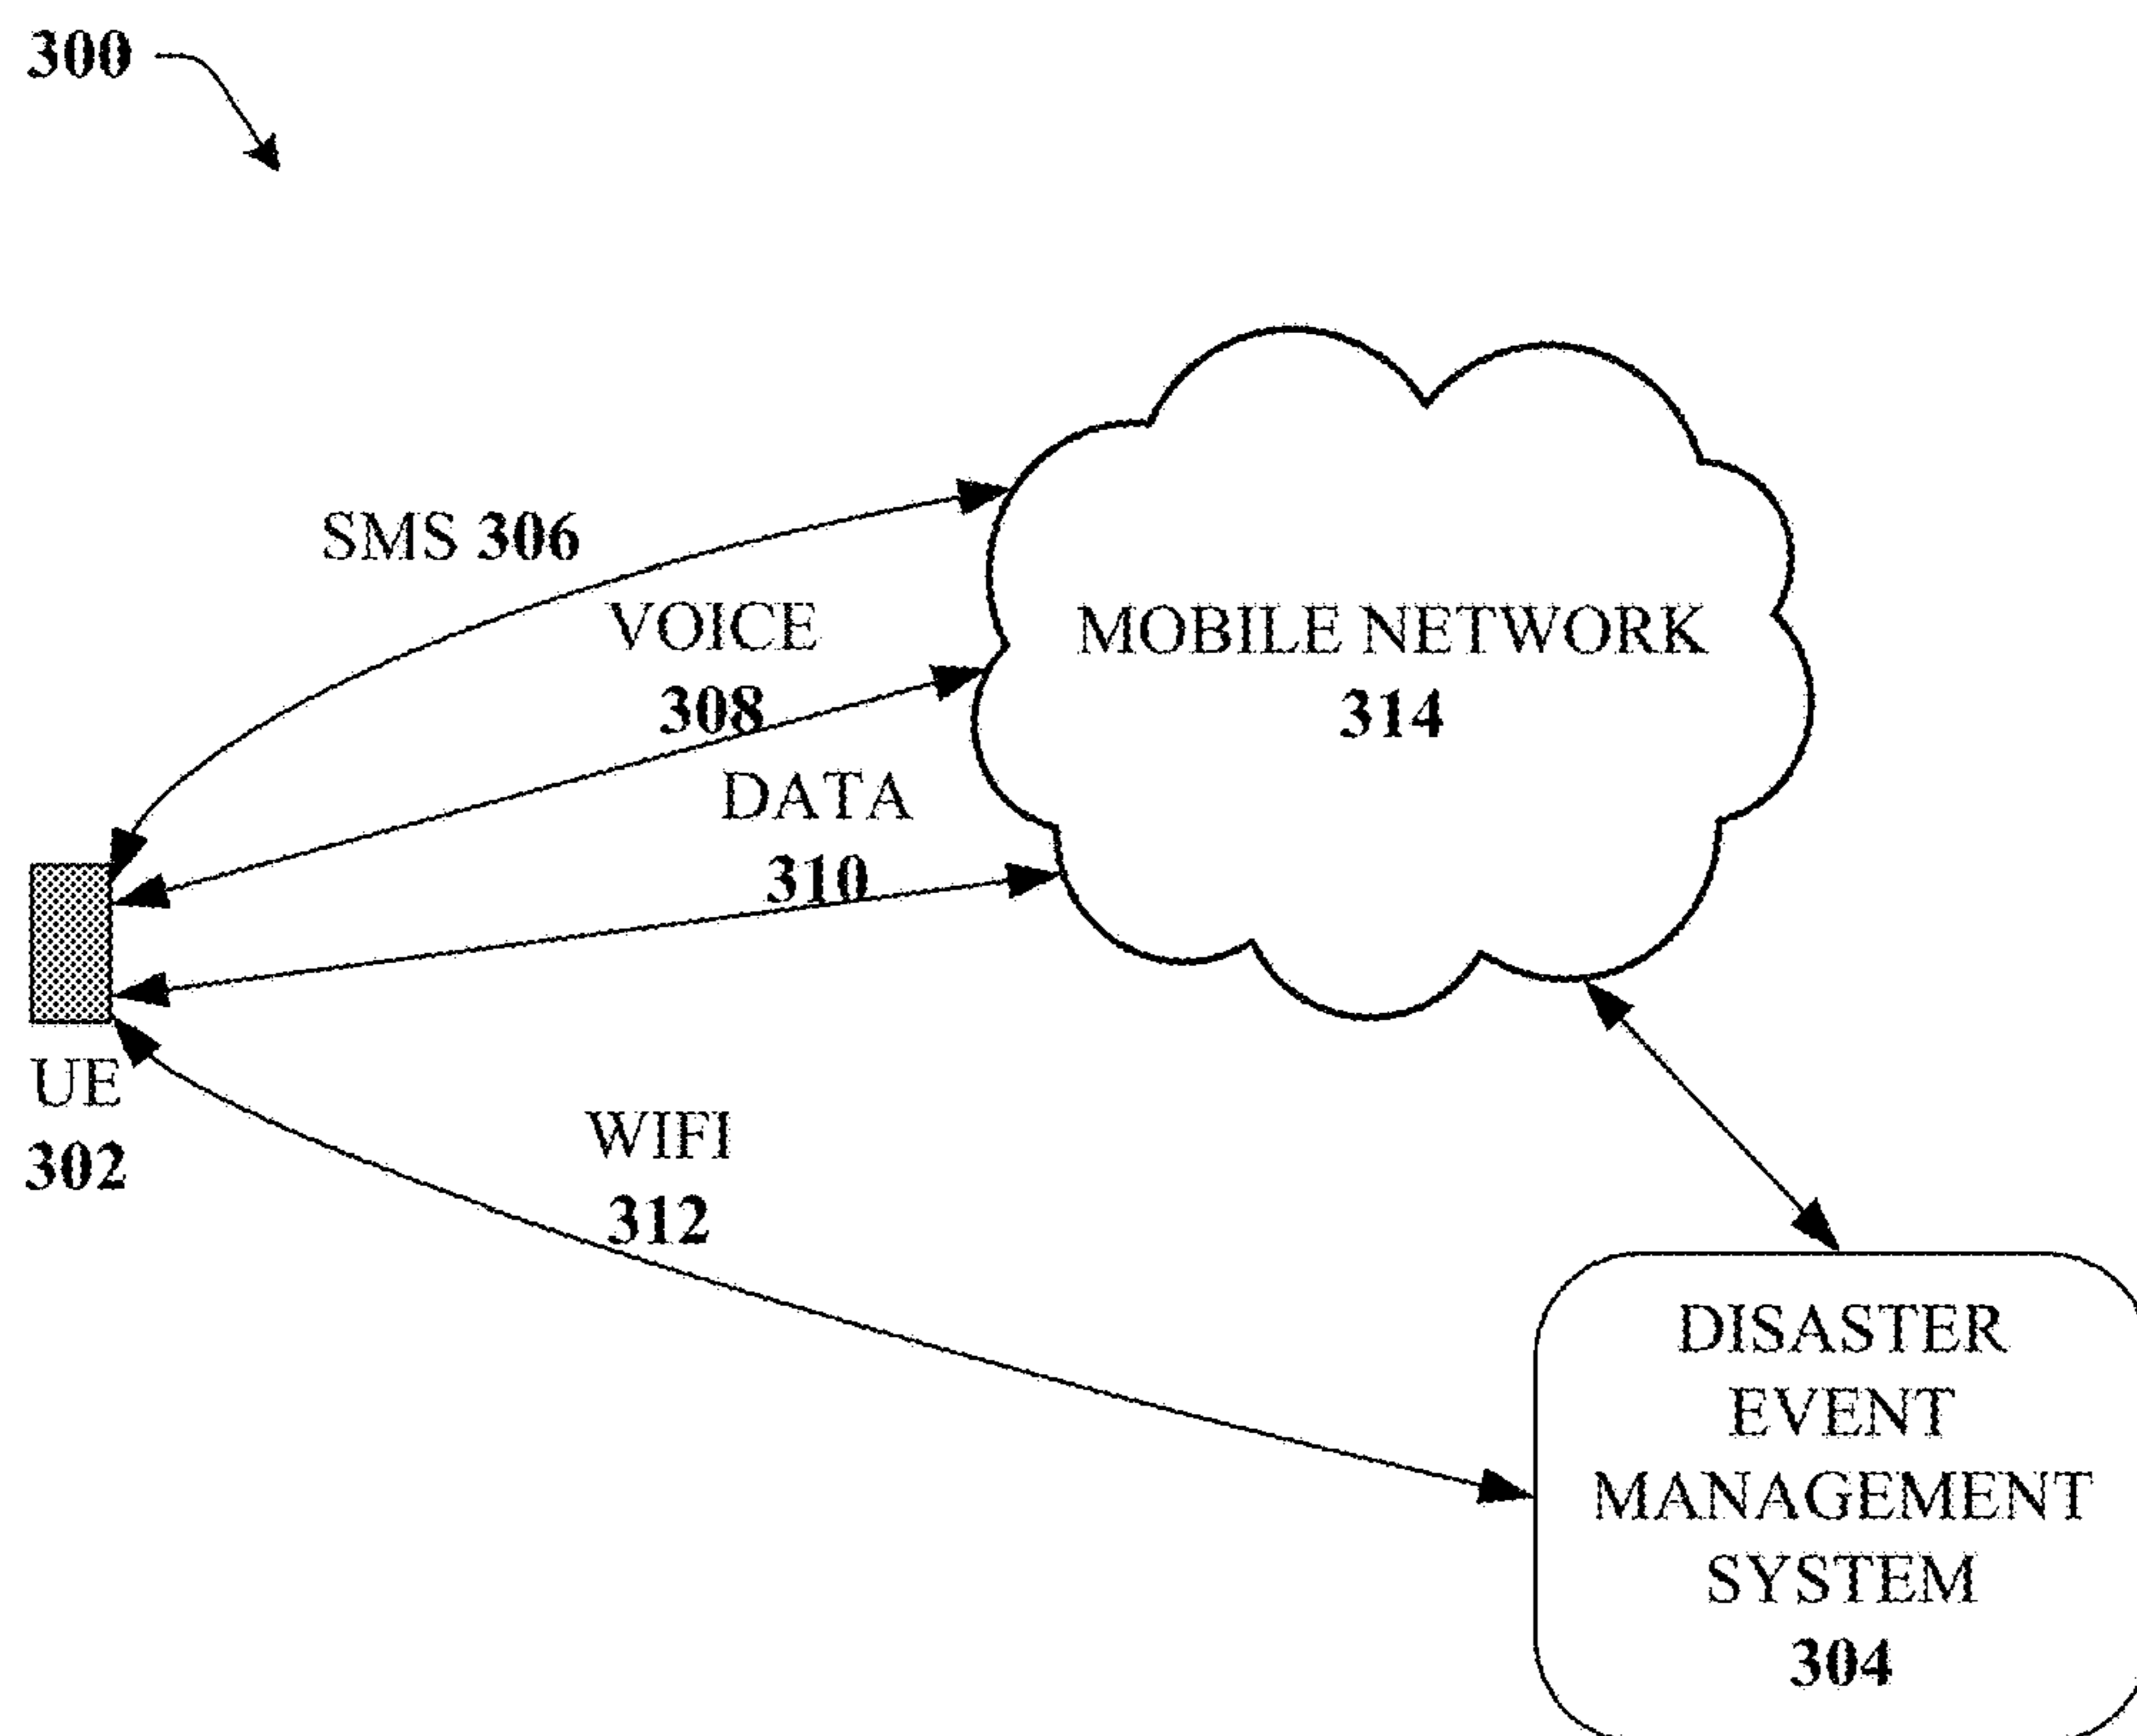 300
SMS 306
VOICE
308
MOBILE NETWORK
314
DATA
310
UE
302
WIFI
312
DISASTER
EVENT
MANAGEMENT
SYSTEM
304